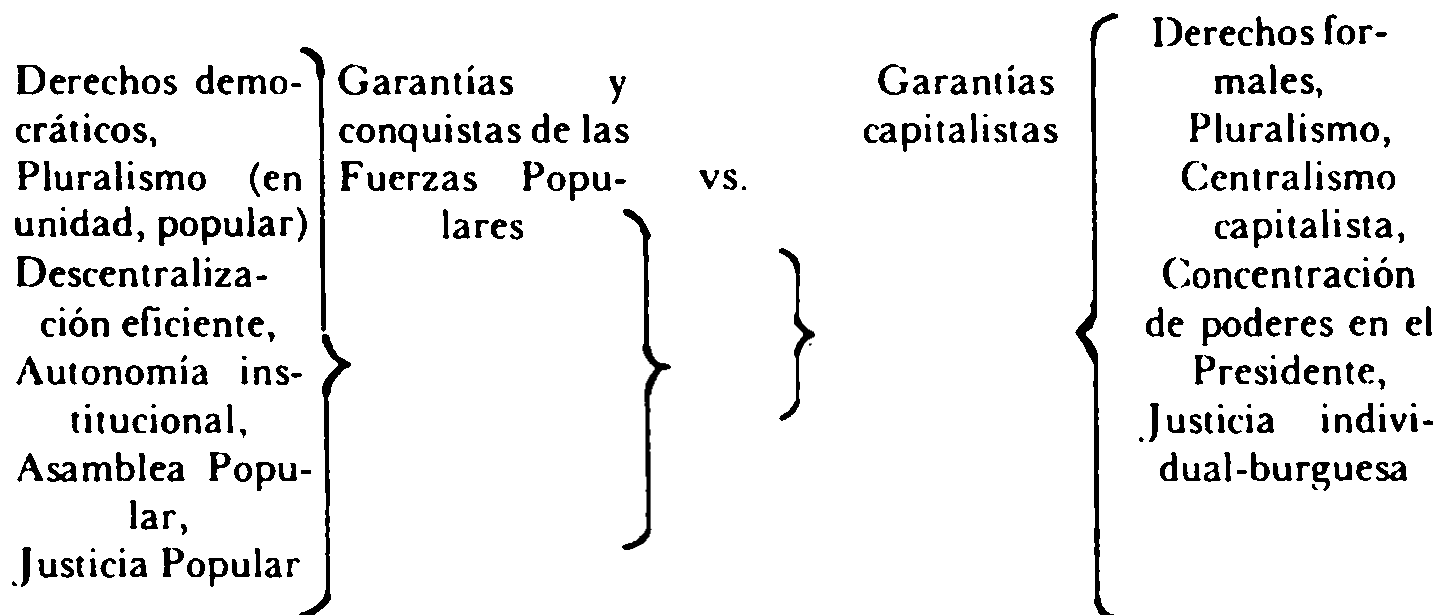 Derechos demo-
cráticos,
Pluralismo (en
unidad, popular)
Descentraliza-
ción eficiente,
Autonomía ins-
titucional,
Asamblea Popu-
lar,
Justicia Popular
Garantías y
conquistas de las
Fuerzas Popu-
lares
vs.
Garantías
capitalistas
Derechos for-
males,
Pluralismo,
Centralismo
capitalista,
Concentración
de poderes en el
Presidente,
Justicia indivi-
dual-burguesa